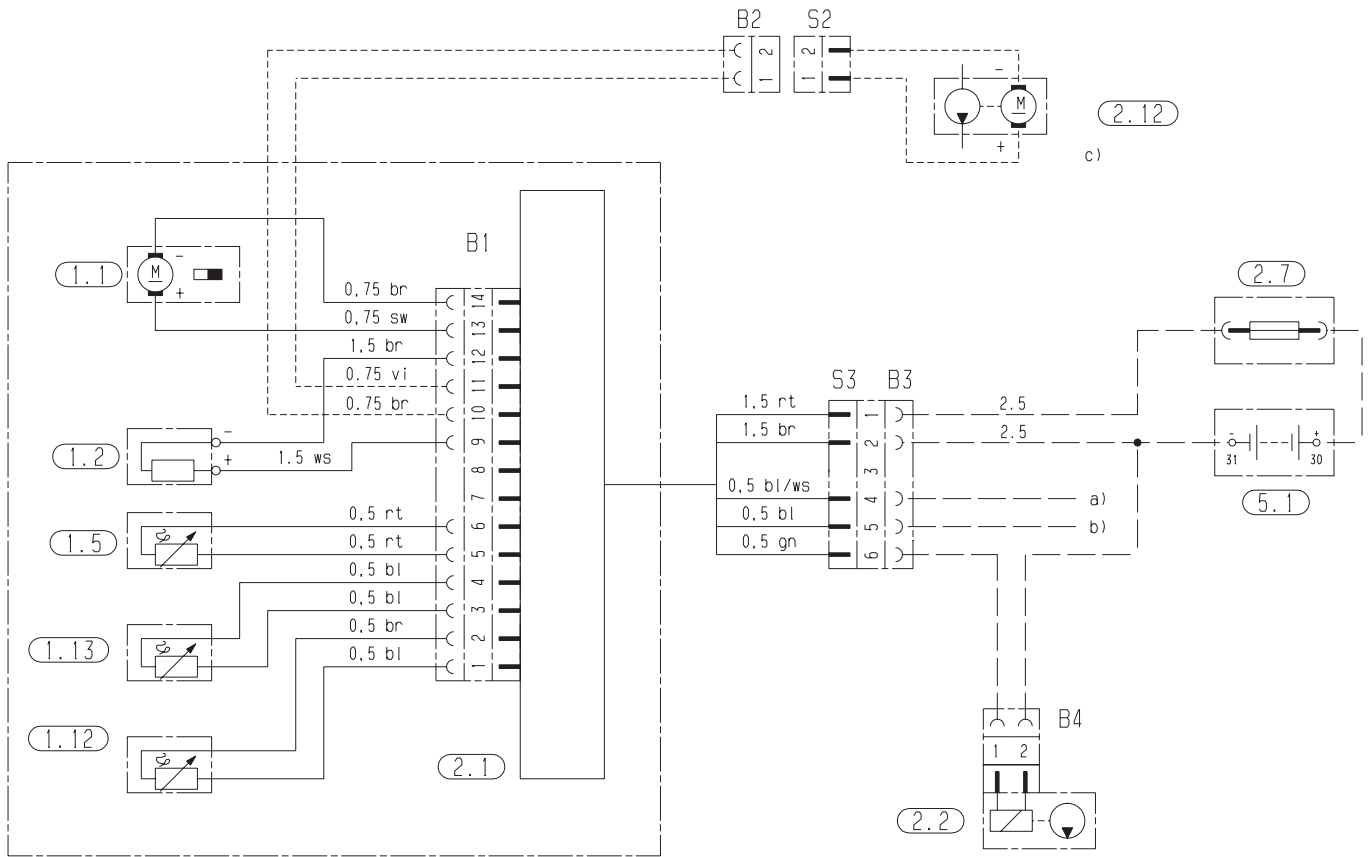 B2 S2
2 2
1 1
-
M
+
2.12
c)
B1
1.1
M
-
+
0,75 br 14
0,75 sw 13
1,5 br 12
0.75 vi 11
0.75 br 10
9
1.2
-
+
1.5 ws
8
7
1.5
0,5 rt 6
0,5 rt 5
0,5 bl 4
0,5 bl 3
0,5 br 2
0,5 bl 1
1.13
1.12
2.1
S3 B3
1,5 rt 1 2.5
1,5 br 2 2.5
3
0,5 bl/ws 4 a)
0,5 bl 5 b)
0,5 gn 6
2.7
- +
31 30
5.1
B4
1 2
2.2